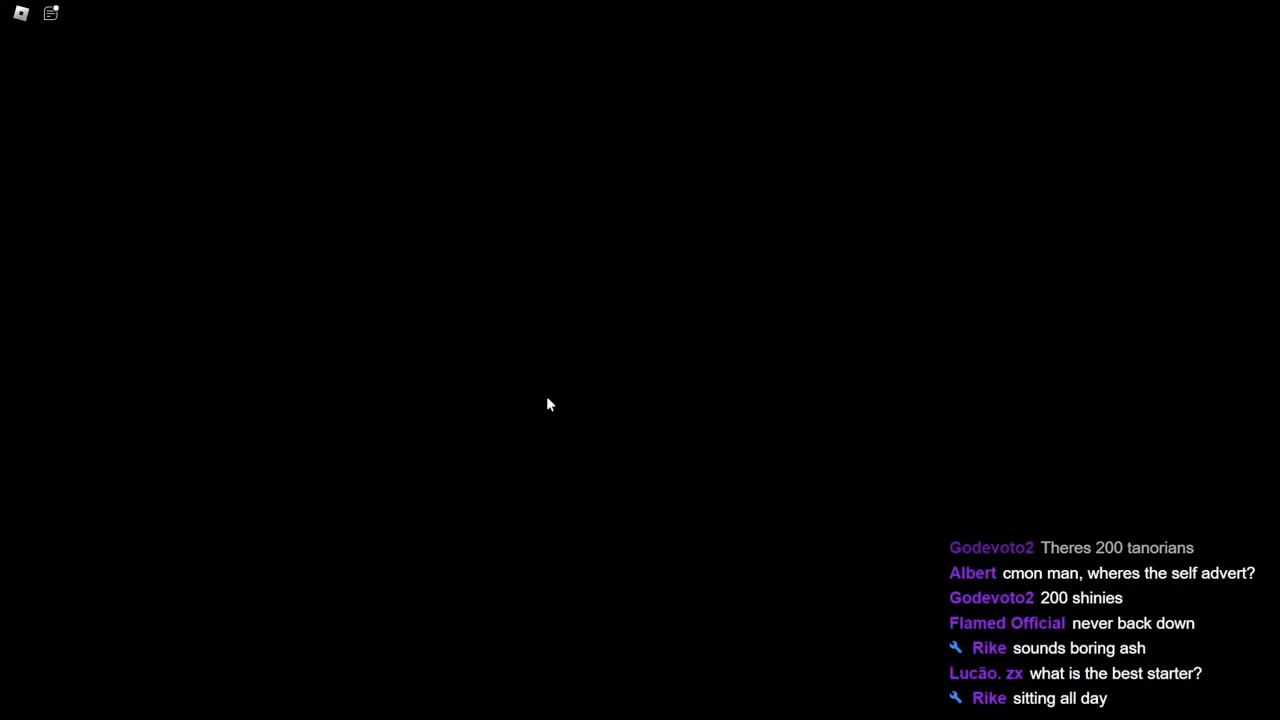 Godevoto2 Theres 200 tanorians
Albert cmon man, wheres the self advert?
Godevoto2 200 shinies
Flamed Official never back down
Rike sounds boring ash
Lucão. zx what is the best starter?
Rike sitting all day